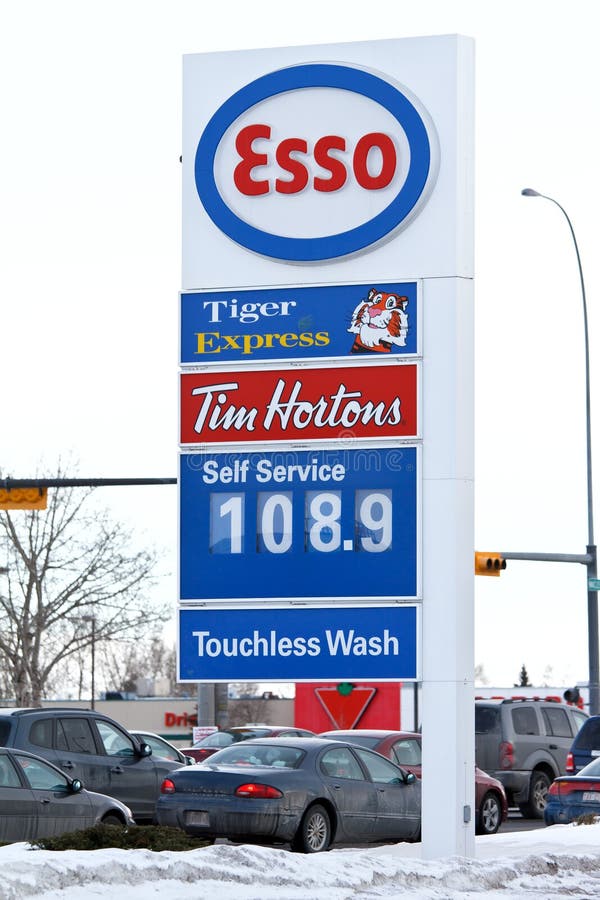 Esso
Tiger
Express
Tim Hortons
Self Service
108.9
Touchless Wash